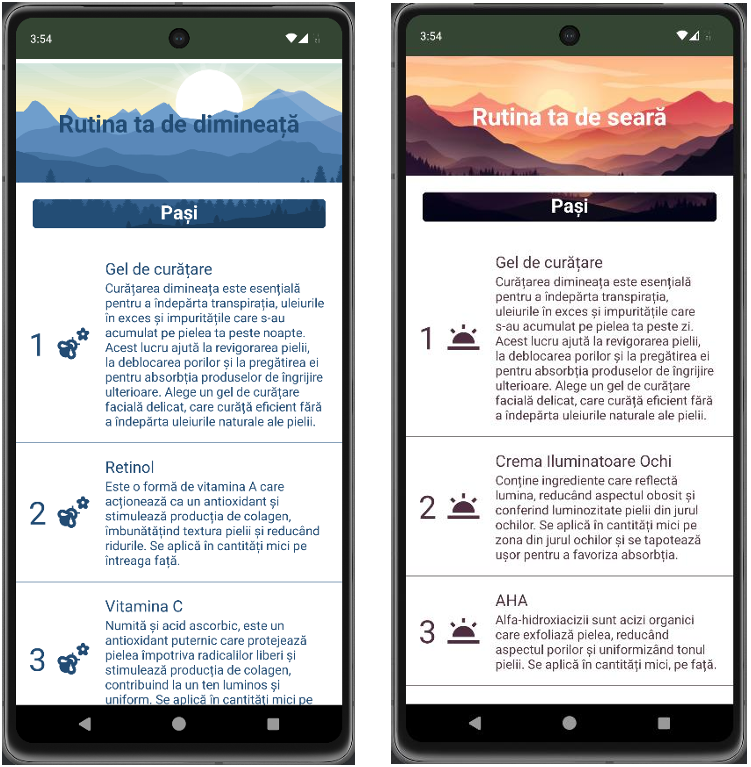 3:54
Rutina ta de dimineață
Pași
1
Gel de curățare
Curățarea dimineața este esențială
pentru a îndepărta transpirația, uleiurile
în exces și impuritățile care s-au
acumulat pe pielea ta peste noapte.
Acest lucru ajută la revigorarea pielii,
la deblocarea porilor și la pregătirea ei
pentru absorbția produselor de îngrijire
ulterioare. Alege un gel de curățare
facială delicat, care curăță eficient fără
a îndepărta uleiurile naturale ale pielii.
2
Retinol
Este o formă de vitamina A care
acționează ca un antioxidant și
stimulează producția de colagen,
îmbunătățind textura pielii și reducând
ridurile. Se aplică în cantități mici pe
întreaga față.
3
Vitamina C
Numită și acid ascorbic, este un
antioxidant puternic care protejează
pielea împotriva radicalilor liberi și
stimulează producția de colagen,
contribuind la un ten luminos și
uniform. Se aplică în cantități mici pe
3:54
Rutina ta de seară
Pași
1
Gel de curățare
Curățarea dimineața este esențială
pentru a îndepărta transpirația,
uleiurile în exces și impuritățile care
s-au acumulat pe pielea ta peste zi.
Acest lucru ajută la revigorarea pielii,
la deblocarea porilor și la pregătirea ei
pentru absorbția produselor de îngrijire
ulterioare. Alege un gel de curățare
facială delicat, care curăță eficient fără
a îndepărta uleiurile naturale ale pielii.
2
Crema Iluminatoare Ochi
Conține ingrediente care reflectă
lumina, reducând aspectul obosit și
conferind luminozitate pielii din jurul
ochilor. Se aplică în cantități mici pe
zona din jurul ochilor și se tapotează
ușor pentru a favoriza absorbția.
3
AHA
Alfa-hidroxiacizii sunt acizi organici
care exfoliază pielea, reducând
aspectul porilor și uniformizând tonul
pielii. Se aplică în cantități mici, pe față.